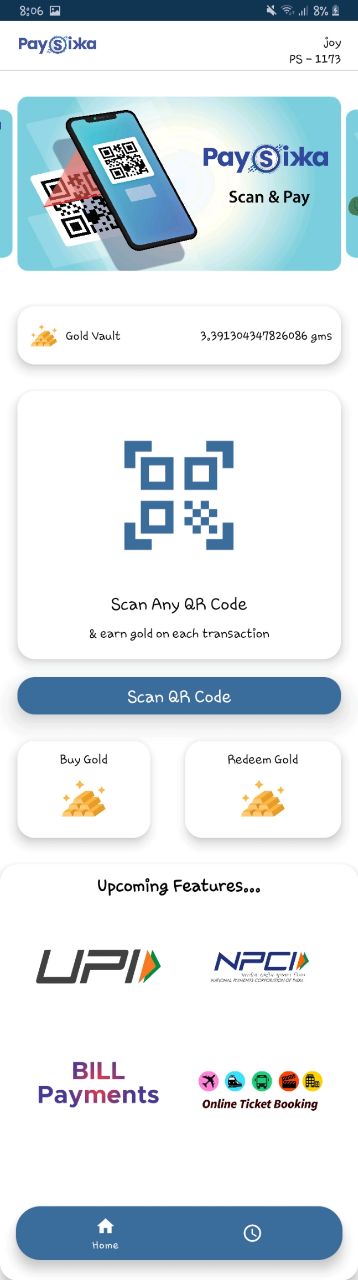 8:06
8%
PaySikka
joy
PS - 1173
PaySikka
Scan & Pay
Gold Vault
3.391304347826086 gms
Scan Any QR Code
& earn gold on each transaction
Scan QR Code
Buy Gold
Redeem Gold
Upcoming Features...
UPI
NPCI
NATIONAL PAYMENTS CORPORATION OF INDIA
BILL
Payments
Online Ticket Booking
Home